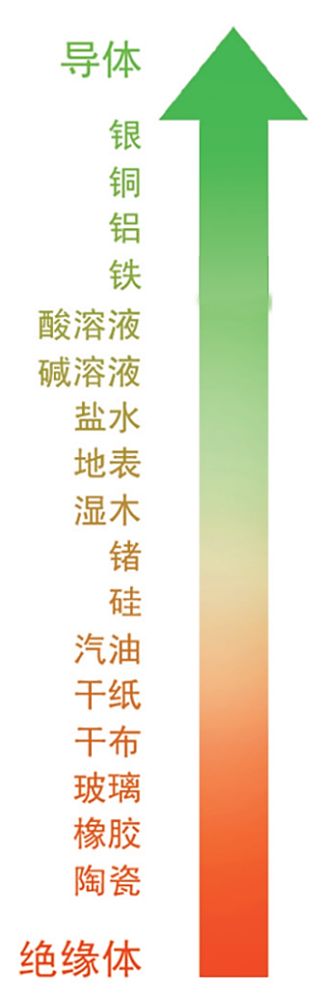 导体
银
铜
铝
铁
酸溶液
碱溶液
盐水
地表
湿木
锗
硅
汽油
干纸
干布
玻璃
橡胶
陶瓷
绝缘体